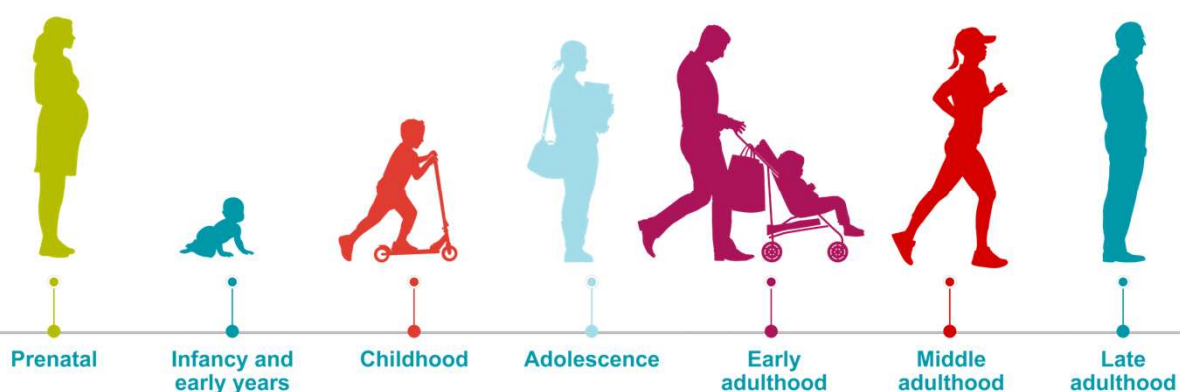 Prenatal
Infancy and
early years
Childhood
Adolescence
Early
adulthood
Middle
adulthood
Late
adulthood